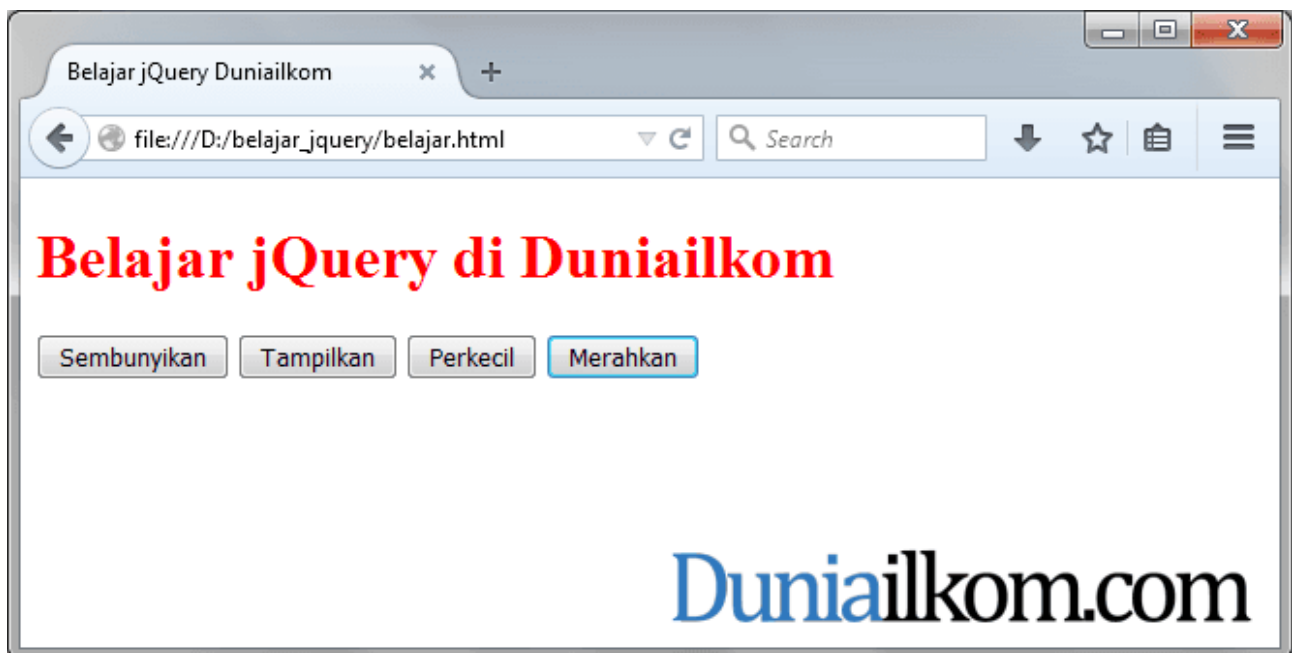 Belajar jQuery Duniailkom
file:///D:/belajar_jquery/belajar.html Search
Belajar jQuery di Duniailkom
Sembunyikan Tampilkan Perkecil Merahkan
Duniailkom.com